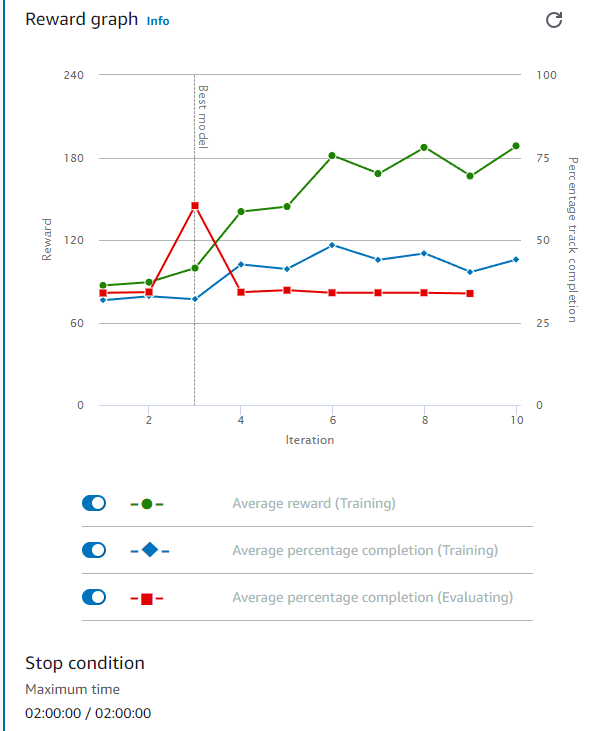 Reward graph Info
240
180
120
60
0
Reward
Best model
100
75
50
25
0
Percentage track completion
2 4 6 8 10
Iteration
Average reward (Training)
Average percentage completion (Training)
Average percentage completion (Evaluating)
Stop condition
Maximum time
02:00:00 / 02:00:00